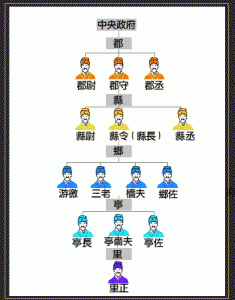 中央政府
郡
郡尉 郡守 郡丞
縣
縣尉 縣令(縣長) 縣丞
鄉
游徼 三老 嗇夫 鄉佐
亭
亭長 亭嗇夫 亭佐
里
里正